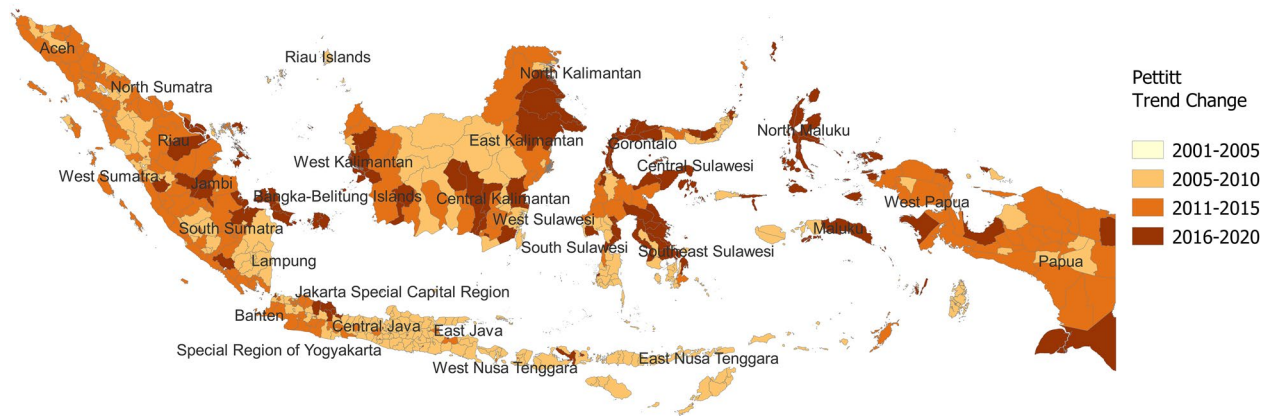 Aceh
Riau Islands
North Sumatra
North Kalimantan
Riau
East Kalimantan
Gorontalo
North Maluku
West Kalimantan
Central Sulawesi
West Sumatra
Jambi
Bangka-Belitung Islands
Central Kalimantan
West Papua
West Sulawesi
South Sumatra
Maluku
South Sulawesi
Southeast Sulawesi
Lampung
Papua
Jakarta Special Capital Region
Banten
Central Java
East Java
Special Region of Yogyakarta
East Nusa Tenggara
West Nusa Tenggara
Pettitt
Trend Change
2001-2005
2005-2010
2011-2015
2016-2020